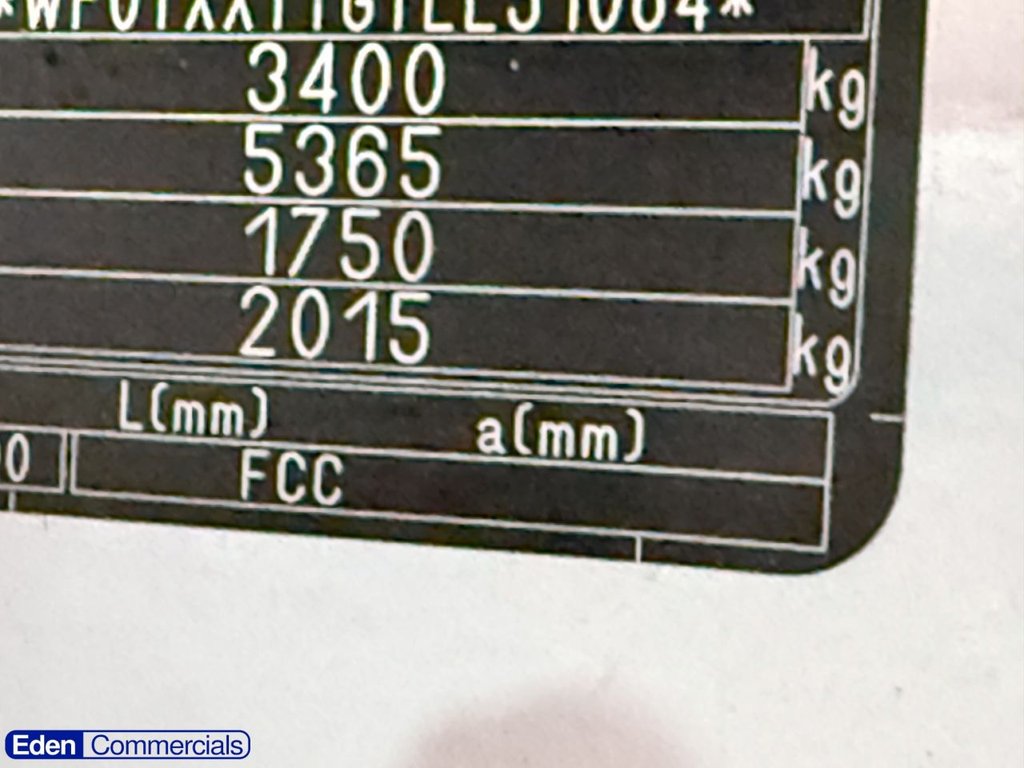 3400 kg
5365 kg
1750 kg
2015 kg
L(mm) a(mm)
FCC
Eden Commercials